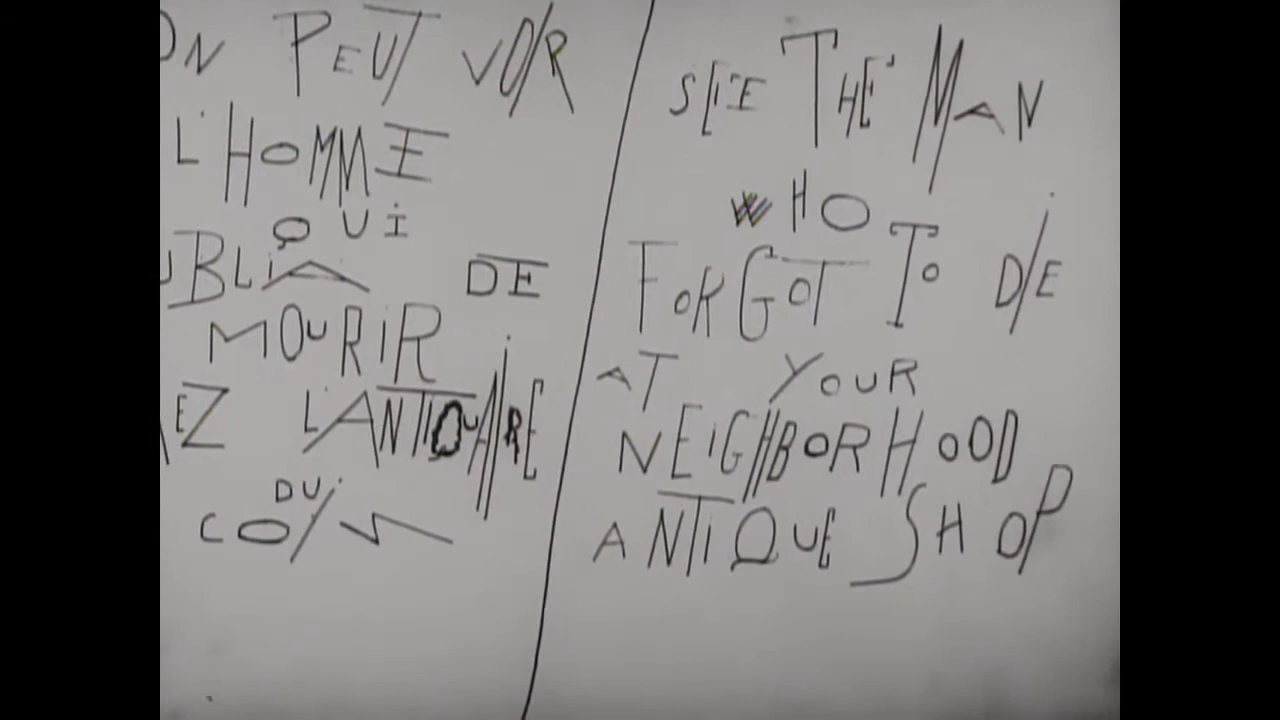 ON PEUT VOIR
L'HOMME
QUI
UBLIA DE
MOURIR
EZ L'ANTIQUAIRE
DU
COIN
SEE THE MAN
WHO
FORGOT TO DIE
AT YOUR
NEIGHBORHOOD
ANTIQUE SHOP